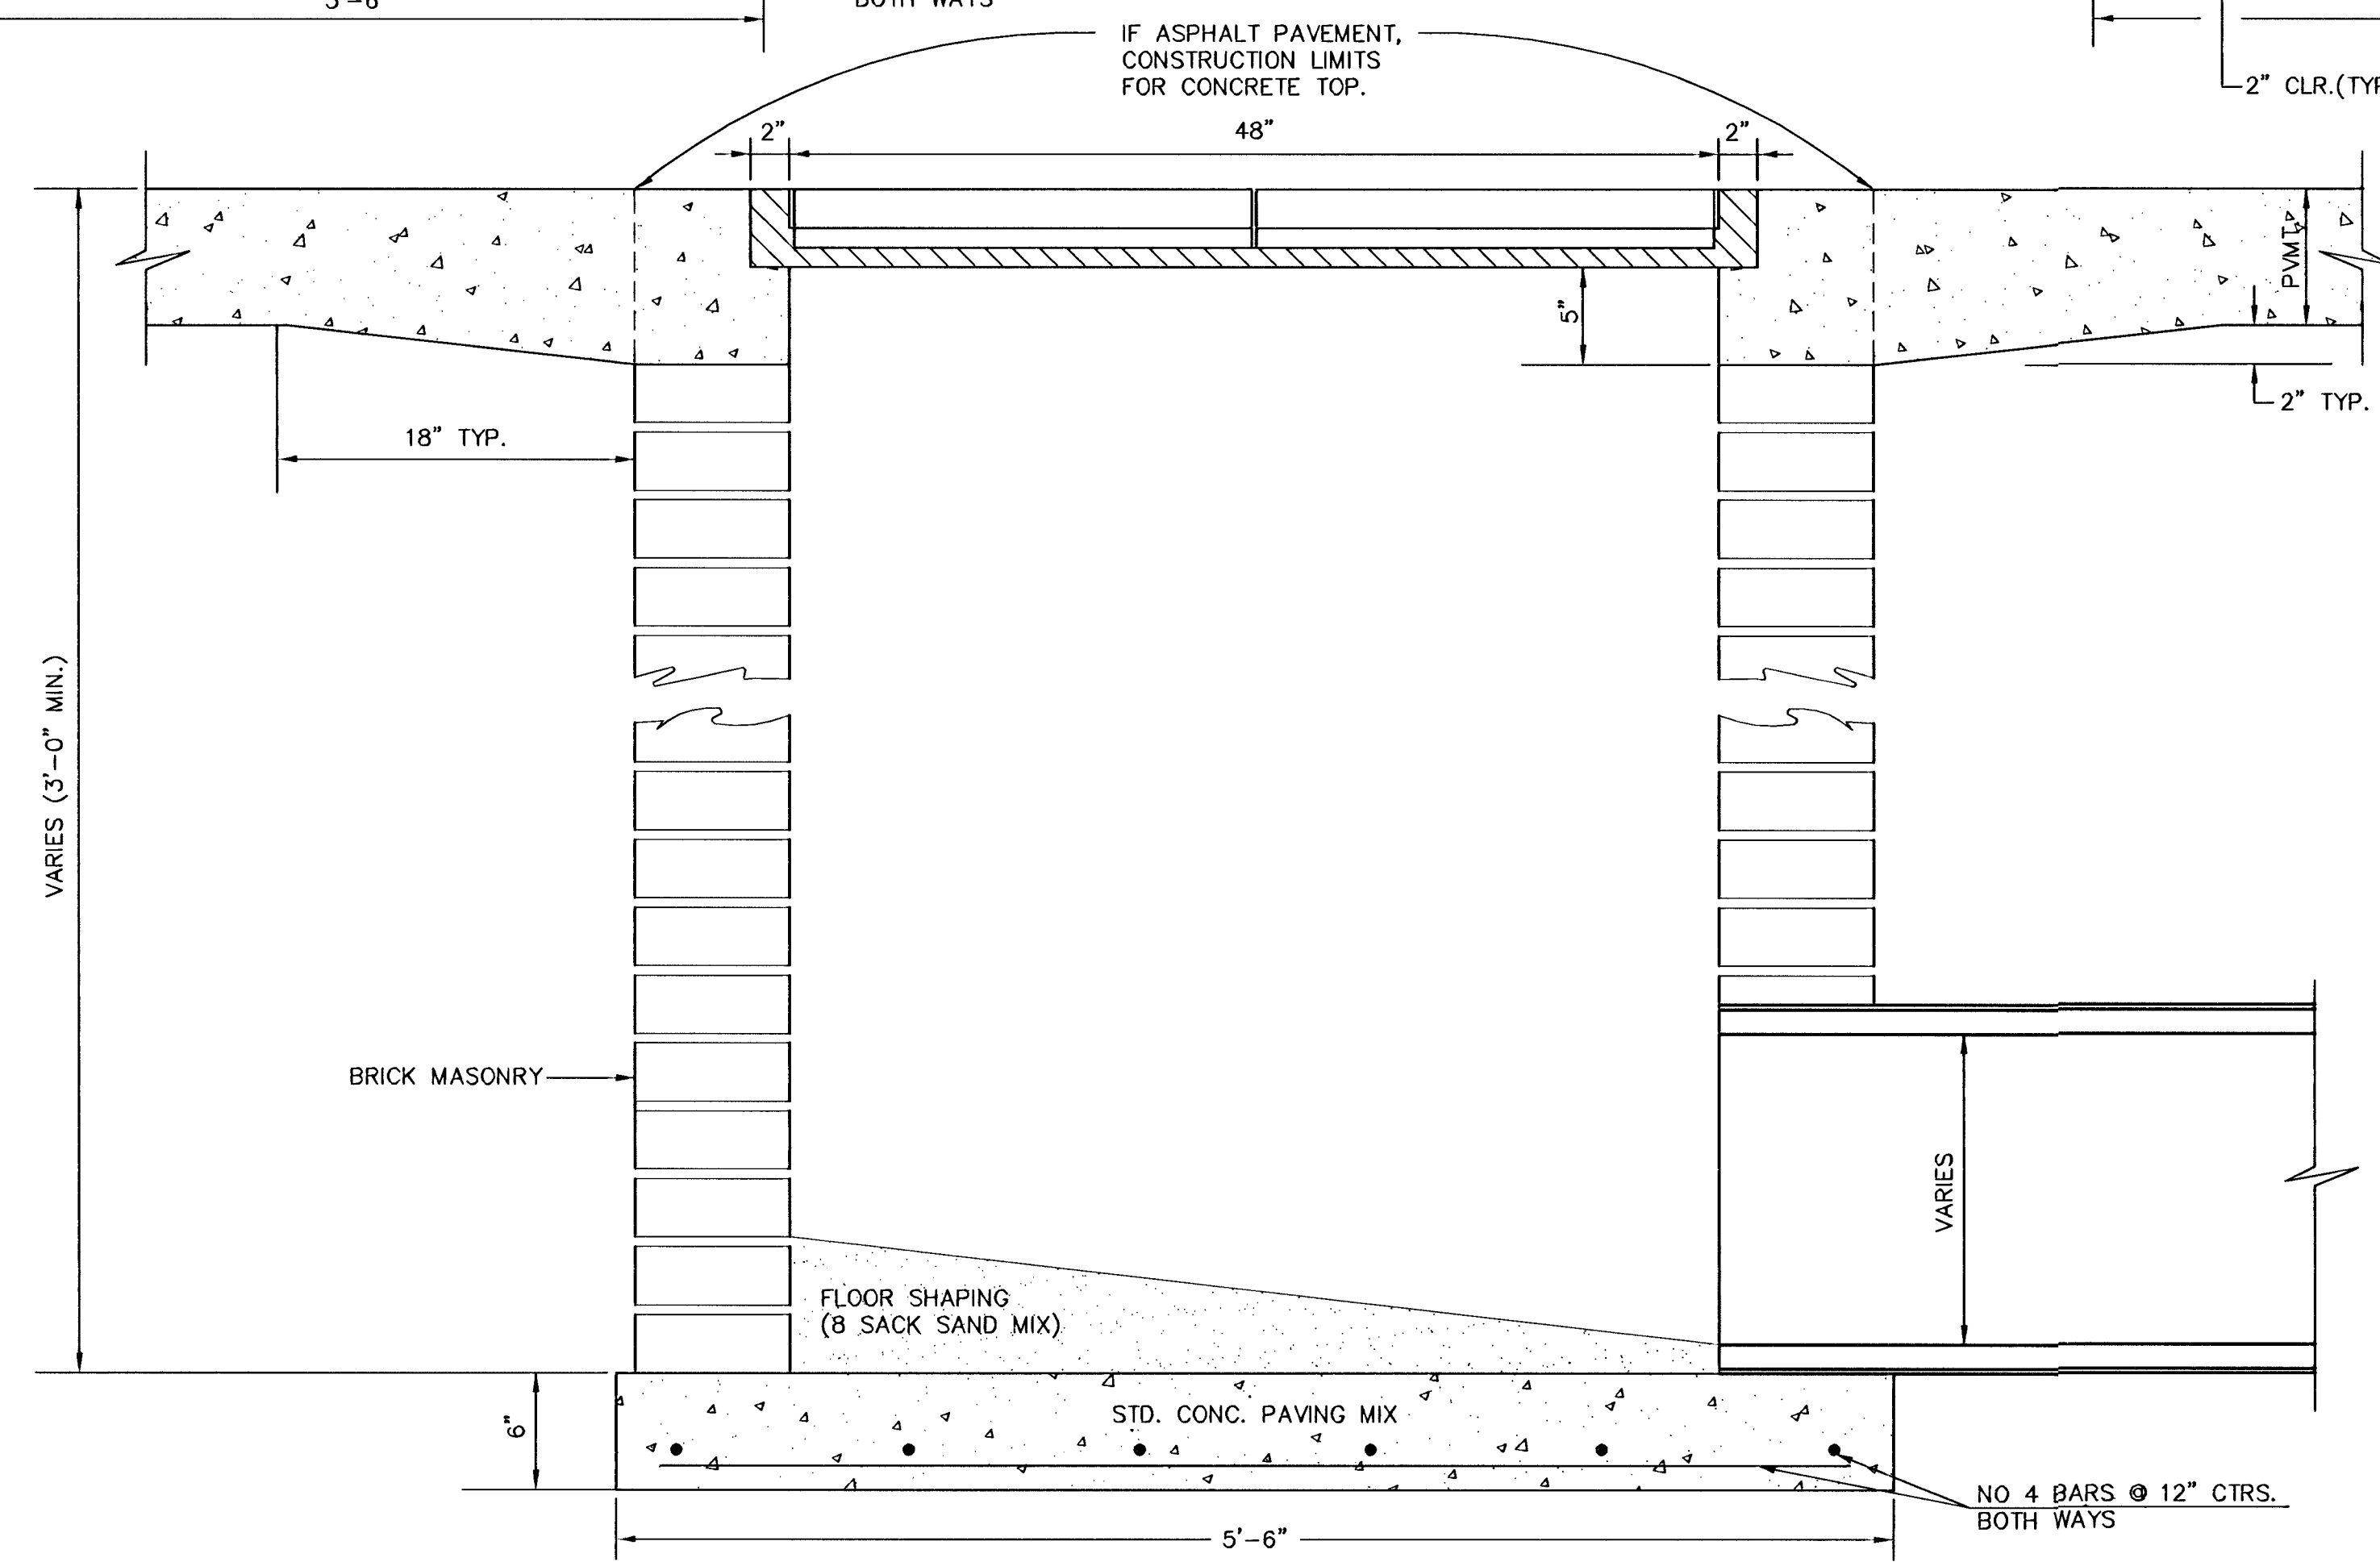 BOTH WAYS
IF ASPHALT PAVEMENT,
CONSTRUCTION LIMITS
FOR CONCRETE TOP.
2" CLR.(TYP
2"
48"
2"
PVMT.
5"
2" TYP.
18" TYP.
VARIES (3'-0" MIN.)
BRICK MASONRY
VARIES
FLOOR SHAPING
(8 SACK SAND MIX)
6"
STD. CONC. PAVING MIX
NO 4 BARS @ 12" CTRS.
BOTH WAYS
5'-6"